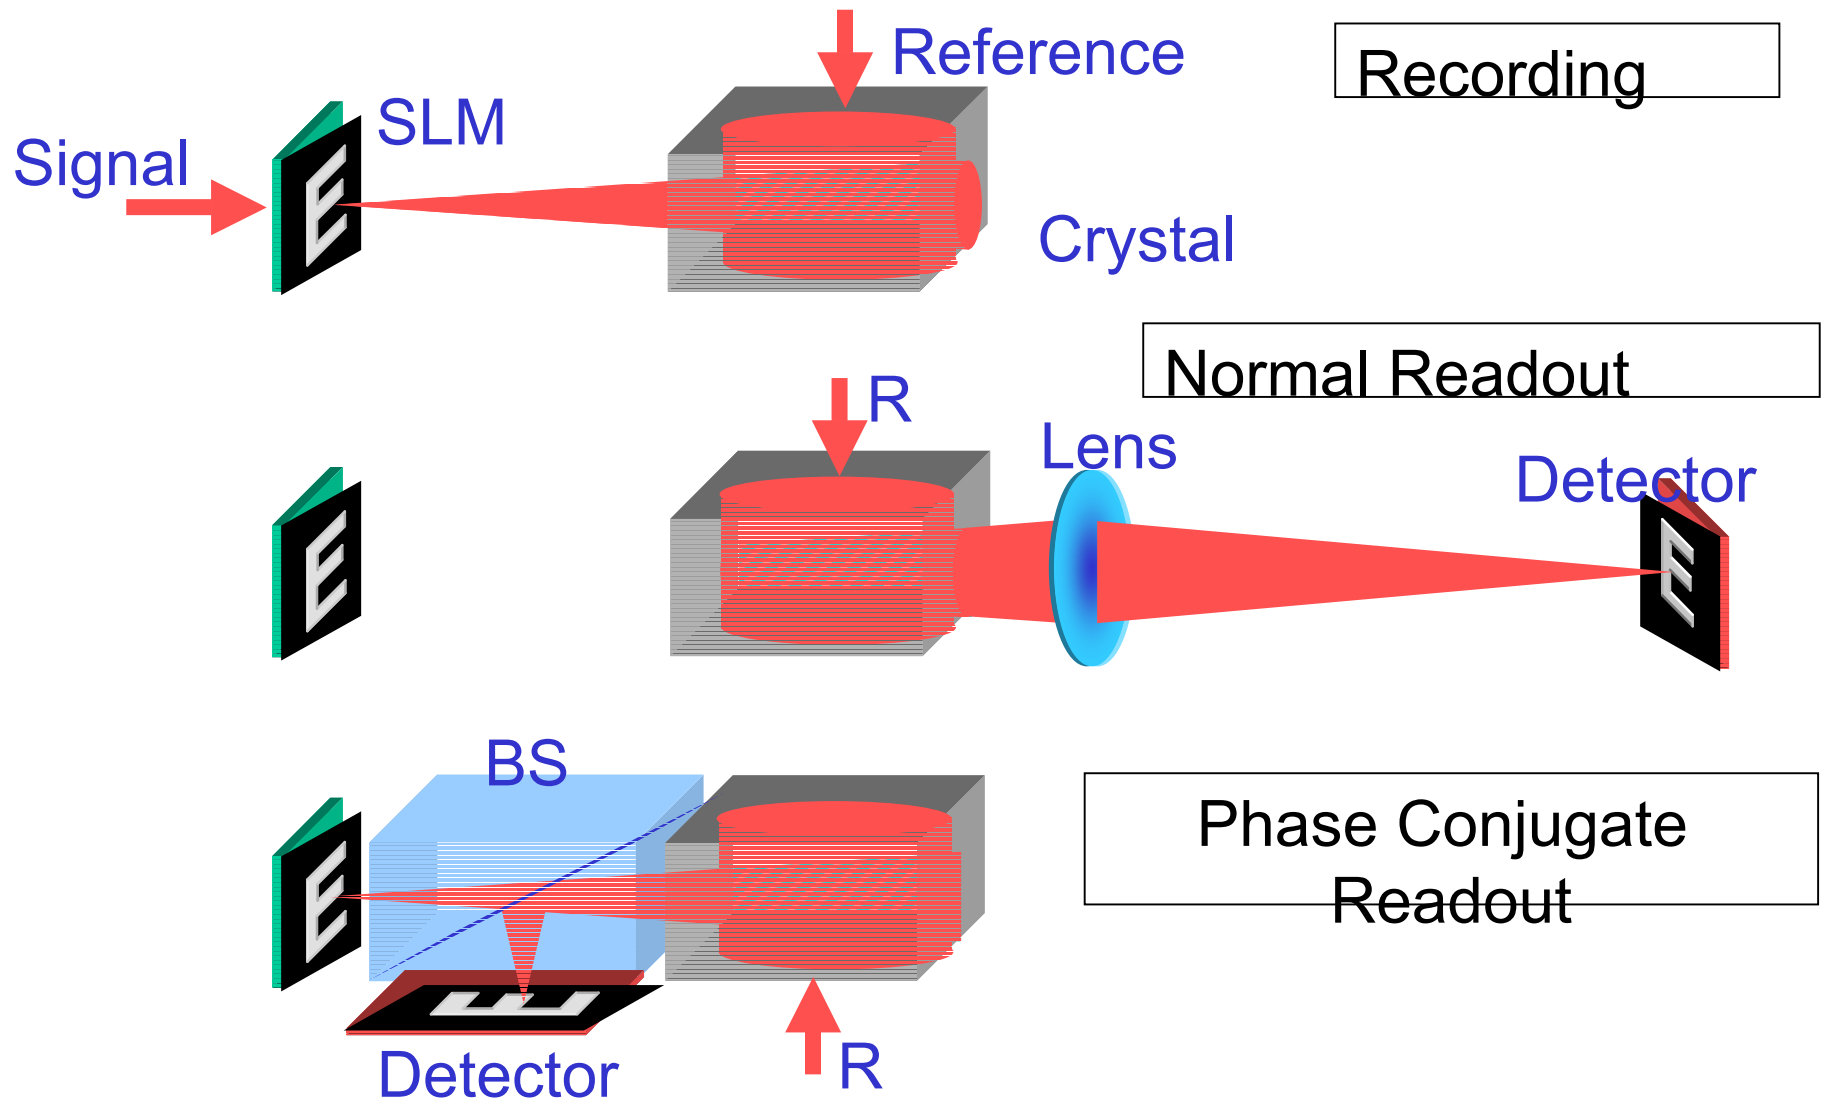 Reference
Recording
SLM
Signal
E
Crystal
Normal Readout
R
Lens
Detector
E
E
BS
Phase Conjugate
Readout
E
E
Detector
R